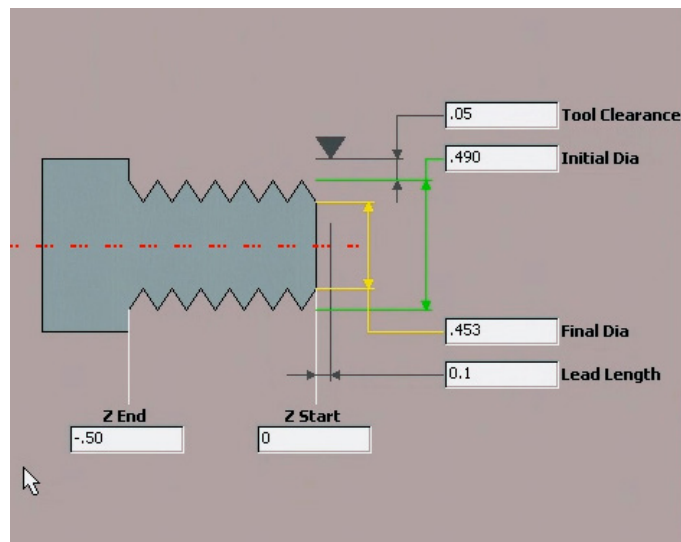 .05 Tool Clearance
.490 Initial Dia
.453 Final Dia
0.1 Lead Length
Z End Z Start
-.50 0